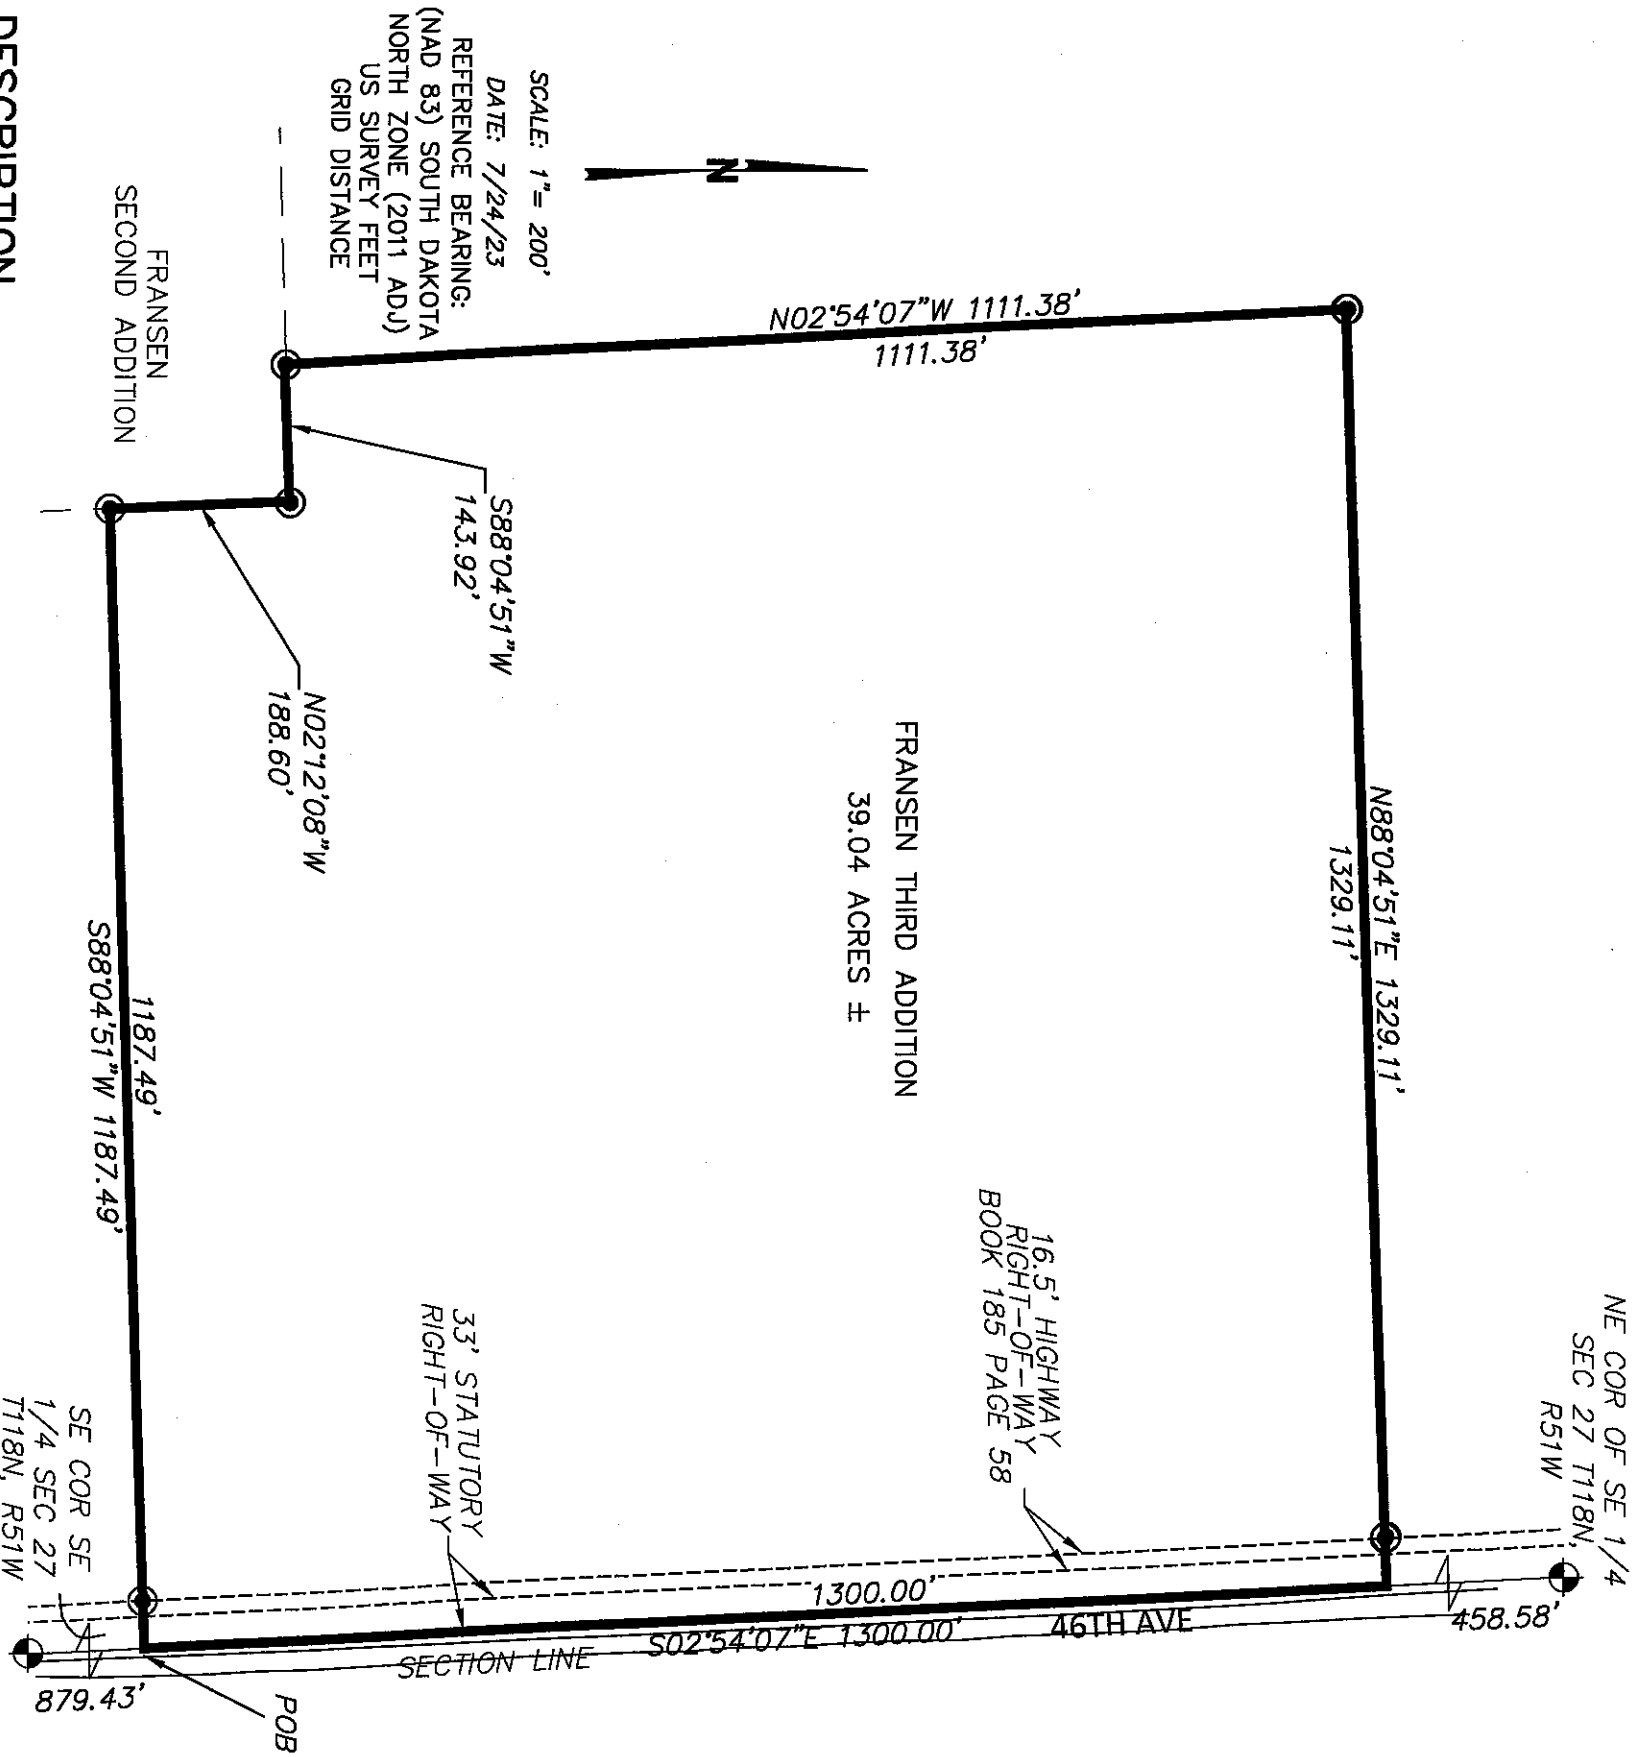 NE COR OF SE 1/4
SEC 27 T118N,
R51W
458.58'
N88°04'51"E 1329.11'
1329.11'
N02°54'07"W 1111.38'
1111.38'
FRANSEN THIRD ADDITION
39.04 ACRES ±
16.5' HIGHWAY
RIGHT-OF-WAY
BOOK 185 PAGE 58
46TH AVE
1300.00'
S02°54'07"E 1300.00'
N
SCALE: 1"= 200'
DATE: 7/24/23
REFERENCE BEARING:
(NAD 83) SOUTH DAKOTA
NORTH ZONE (2011 ADJ)
US SURVEY FEET
GRID DISTANCE
S88°04'51"W
143.92'
33' STATUTORY
RIGHT-OF-WAY
SECTION LINE
N02°12'08"W
188.60'
POB
FRANSEN
SECOND ADDITION
1187.49'
S88°04'51"W 1187.49'
SE COR SE
1/4 SEC 27
T118N, R51W
879.43'
DESCRIPTION